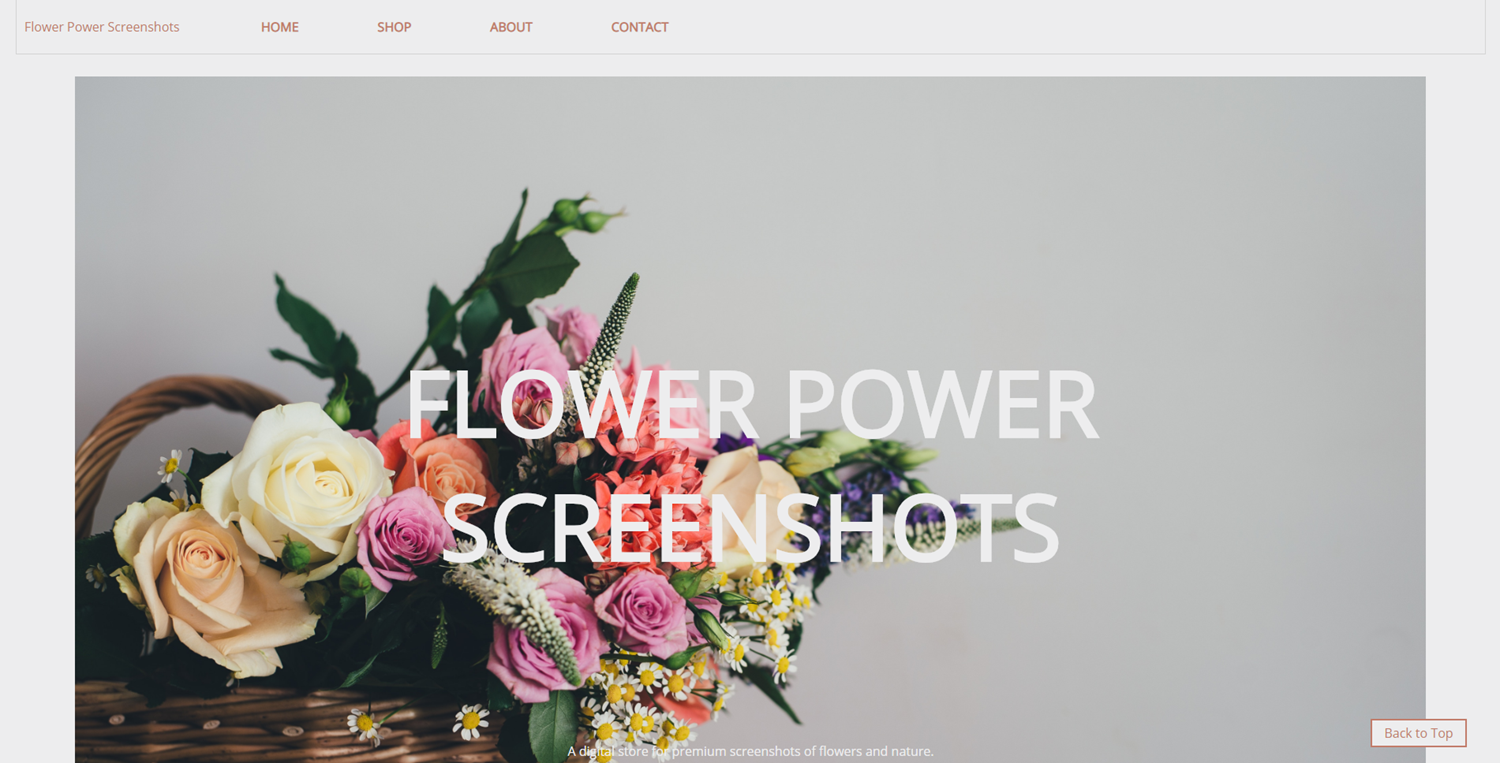 Flower Power Screenshots HOME SHOP ABOUT CONTACT
FLOWER POWER
SCREENSHOTS
A digital store for premium screenshots of flowers and nature.
Back to Top